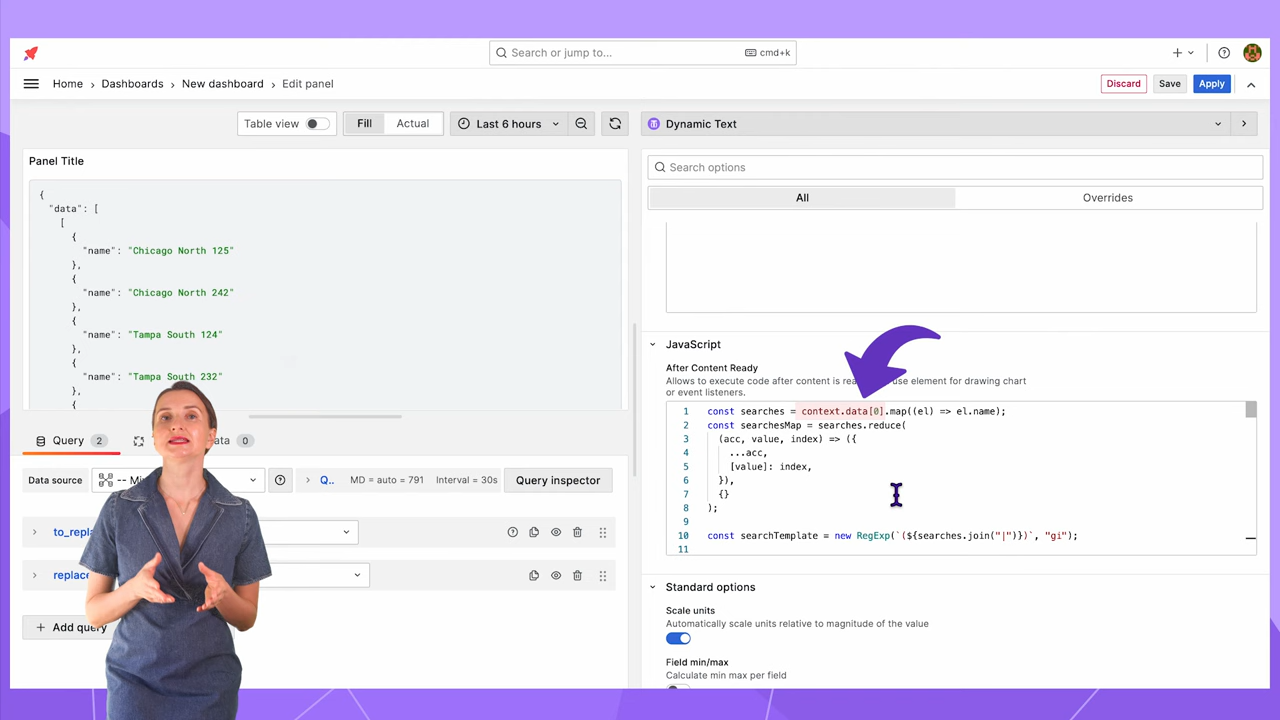 Search or jump to...
cmd+k
Home > Dashboards > New dashboard > Edit panel
Discard
Save
Apply
Table view
Fill
Actual
Last 6 hours
Dynamic Text
Panel Title
Search options
All
Overrides
{
"data": [
[
{
"name": "Chicago North 125"
},
{
"name": "Chicago North 242"
},
{
"name": "Tampa South 124"
},
{
"name": "Tampa South 232"
},
{
JavaScript
After Content Ready
Allows to execute code after content is rea use element for drawing chart
or event listeners.
1 const searches = context.data[0].map((el) => el.name);
2 const searchesMap = searches.reduce(
3 (acc, value, index) => ({
4 ...acc,
5 [value]: index,
6 }),
7 {}
8 );
9
10 const searchTemplate = new RegExp(`(${searches.join("|")})`, "gi");
11
Query 2
0
Data source
-- Mi
Q..
MD = auto = 791
Interval = 30s
Query inspector
to_repl
replace
+ Add query
Standard options
Scale units
Automatically scale units relative to magnitude of the value
Field min/max
Calculate min max per field